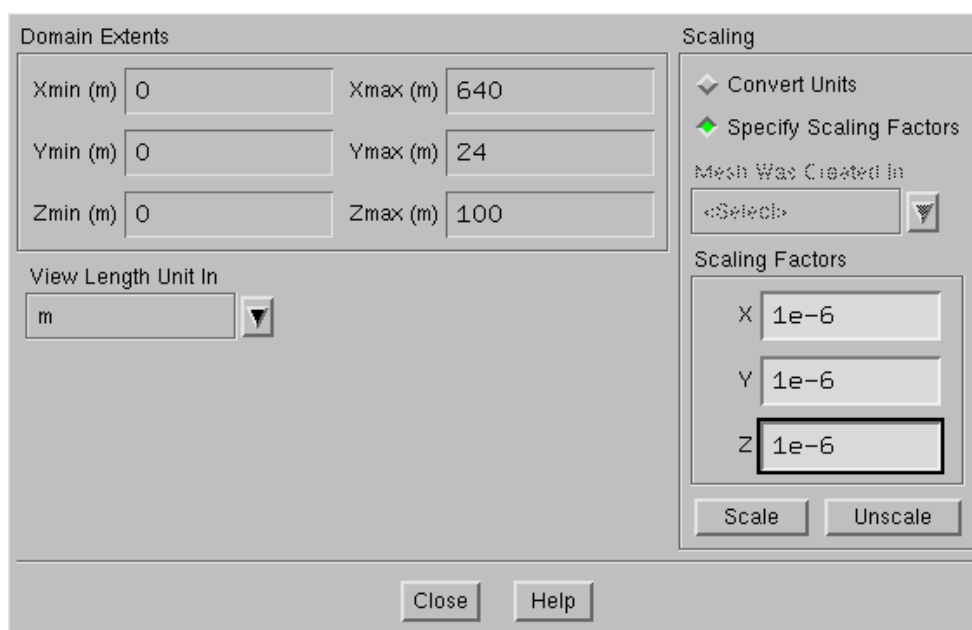 Domain Extents
Xmin (m) 0 Xmax (m) 640
Ymin (m) 0 Ymax (m) 24
Zmin (m) 0 Zmax (m) 100
View Length Unit In
m
Scaling
Convert Units
Specify Scaling Factors
Mesh Was Created In
<Select>
Scaling Factors
X 1e-6
Y 1e-6
Z 1e-6
Scale Unscale
Close Help